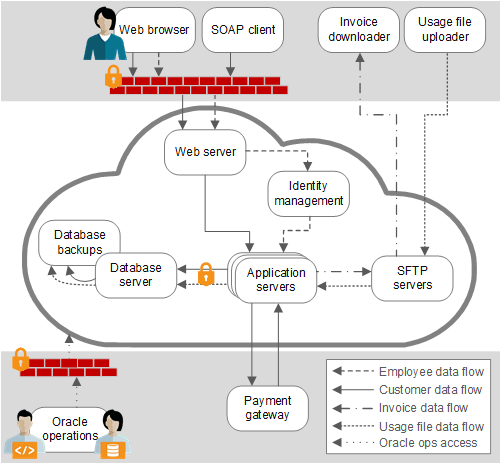 Web browser
SOAP client
Invoice
downloader
Usage file
uploader
Web server
Identity
management
Database
backups
Database
server
Application
servers
SFTP
servers
Payment
gateway
Oracle
operations
</>
Employee data flow
Customer data flow
Invoice data flow
Usage file data flow
Oracle ops access